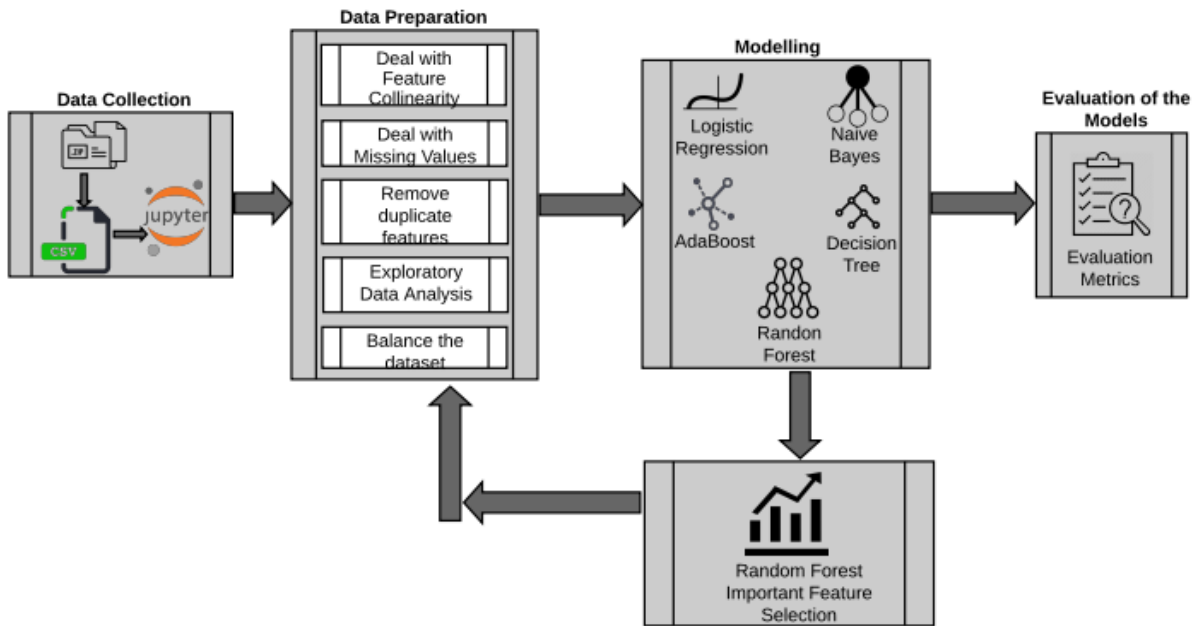 Data Collection
.ZIP
CSV
jupyter
Data Preparation
Deal with
Feature
Collinearity
Deal with
Missing Values
Remove
duplicate
features
Exploratory
Data Analysis
Balance the
dataset
Modelling
Logistic
Regression
Naive
Bayes
AdaBoost
Decision
Tree
Randon
Forest
Evaluation of the
Models
?
Evaluation
Metrics
Random Forest
Important Feature
Selection